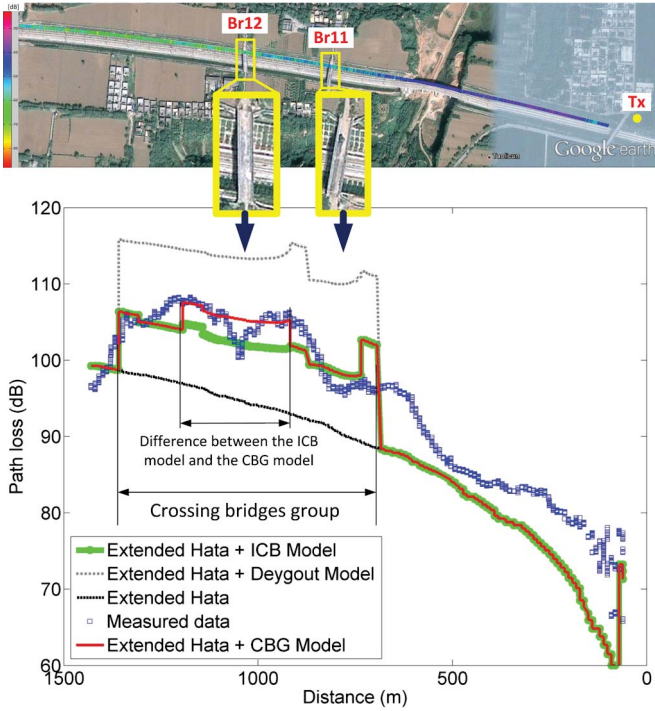 [dB]
Br12
Br11
Tx
Taolicun
Google earth
120
110
100
90
80
70
60
Path loss (dB)
Difference between the ICB
model and the CBG model
Crossing bridges group
Extended Hata + ICB Model
Extended Hata + Deygout Model
Extended Hata
Measured data
Extended Hata + CBG Model
1500
1000
500
0
Distance (m)